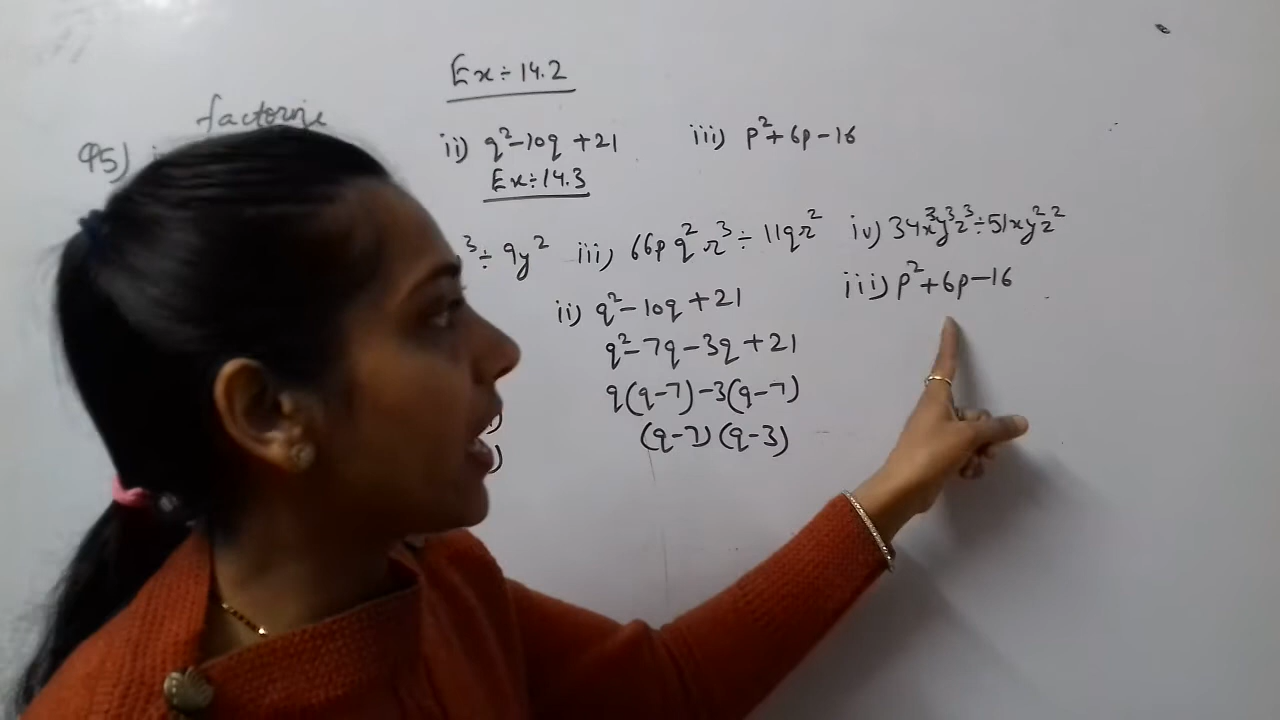 Ex÷14.2
factorize
Q5) ii) q²-10q+21 iii) p²+6p-16
Ex÷14.3
³÷9y² iii) 66pq²r³÷11qr² iv) 34x³y³z³÷51xy²z²
ii) q²-10q+21 iii) p²+6p-16
q²-7q-3q+21
q(q-7)-3(q-7)
(q-7)(q-3)